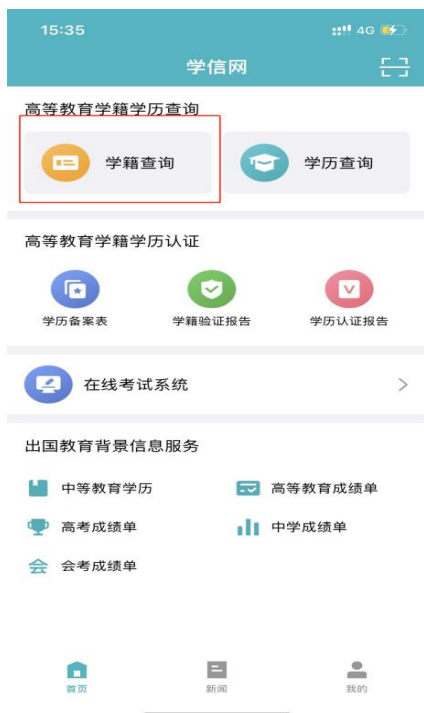 15:35
4G
学信网
高等教育学籍学历查询
学籍查询
学历查询
高等教育学籍学历认证
学历备案表
学籍验证报告
学历认证报告
在线考试系统
出国教育背景信息服务
中等教育学历
高等教育成绩单
高考成绩单
中学成绩单
会
会考成绩单
首页
新闻
我的